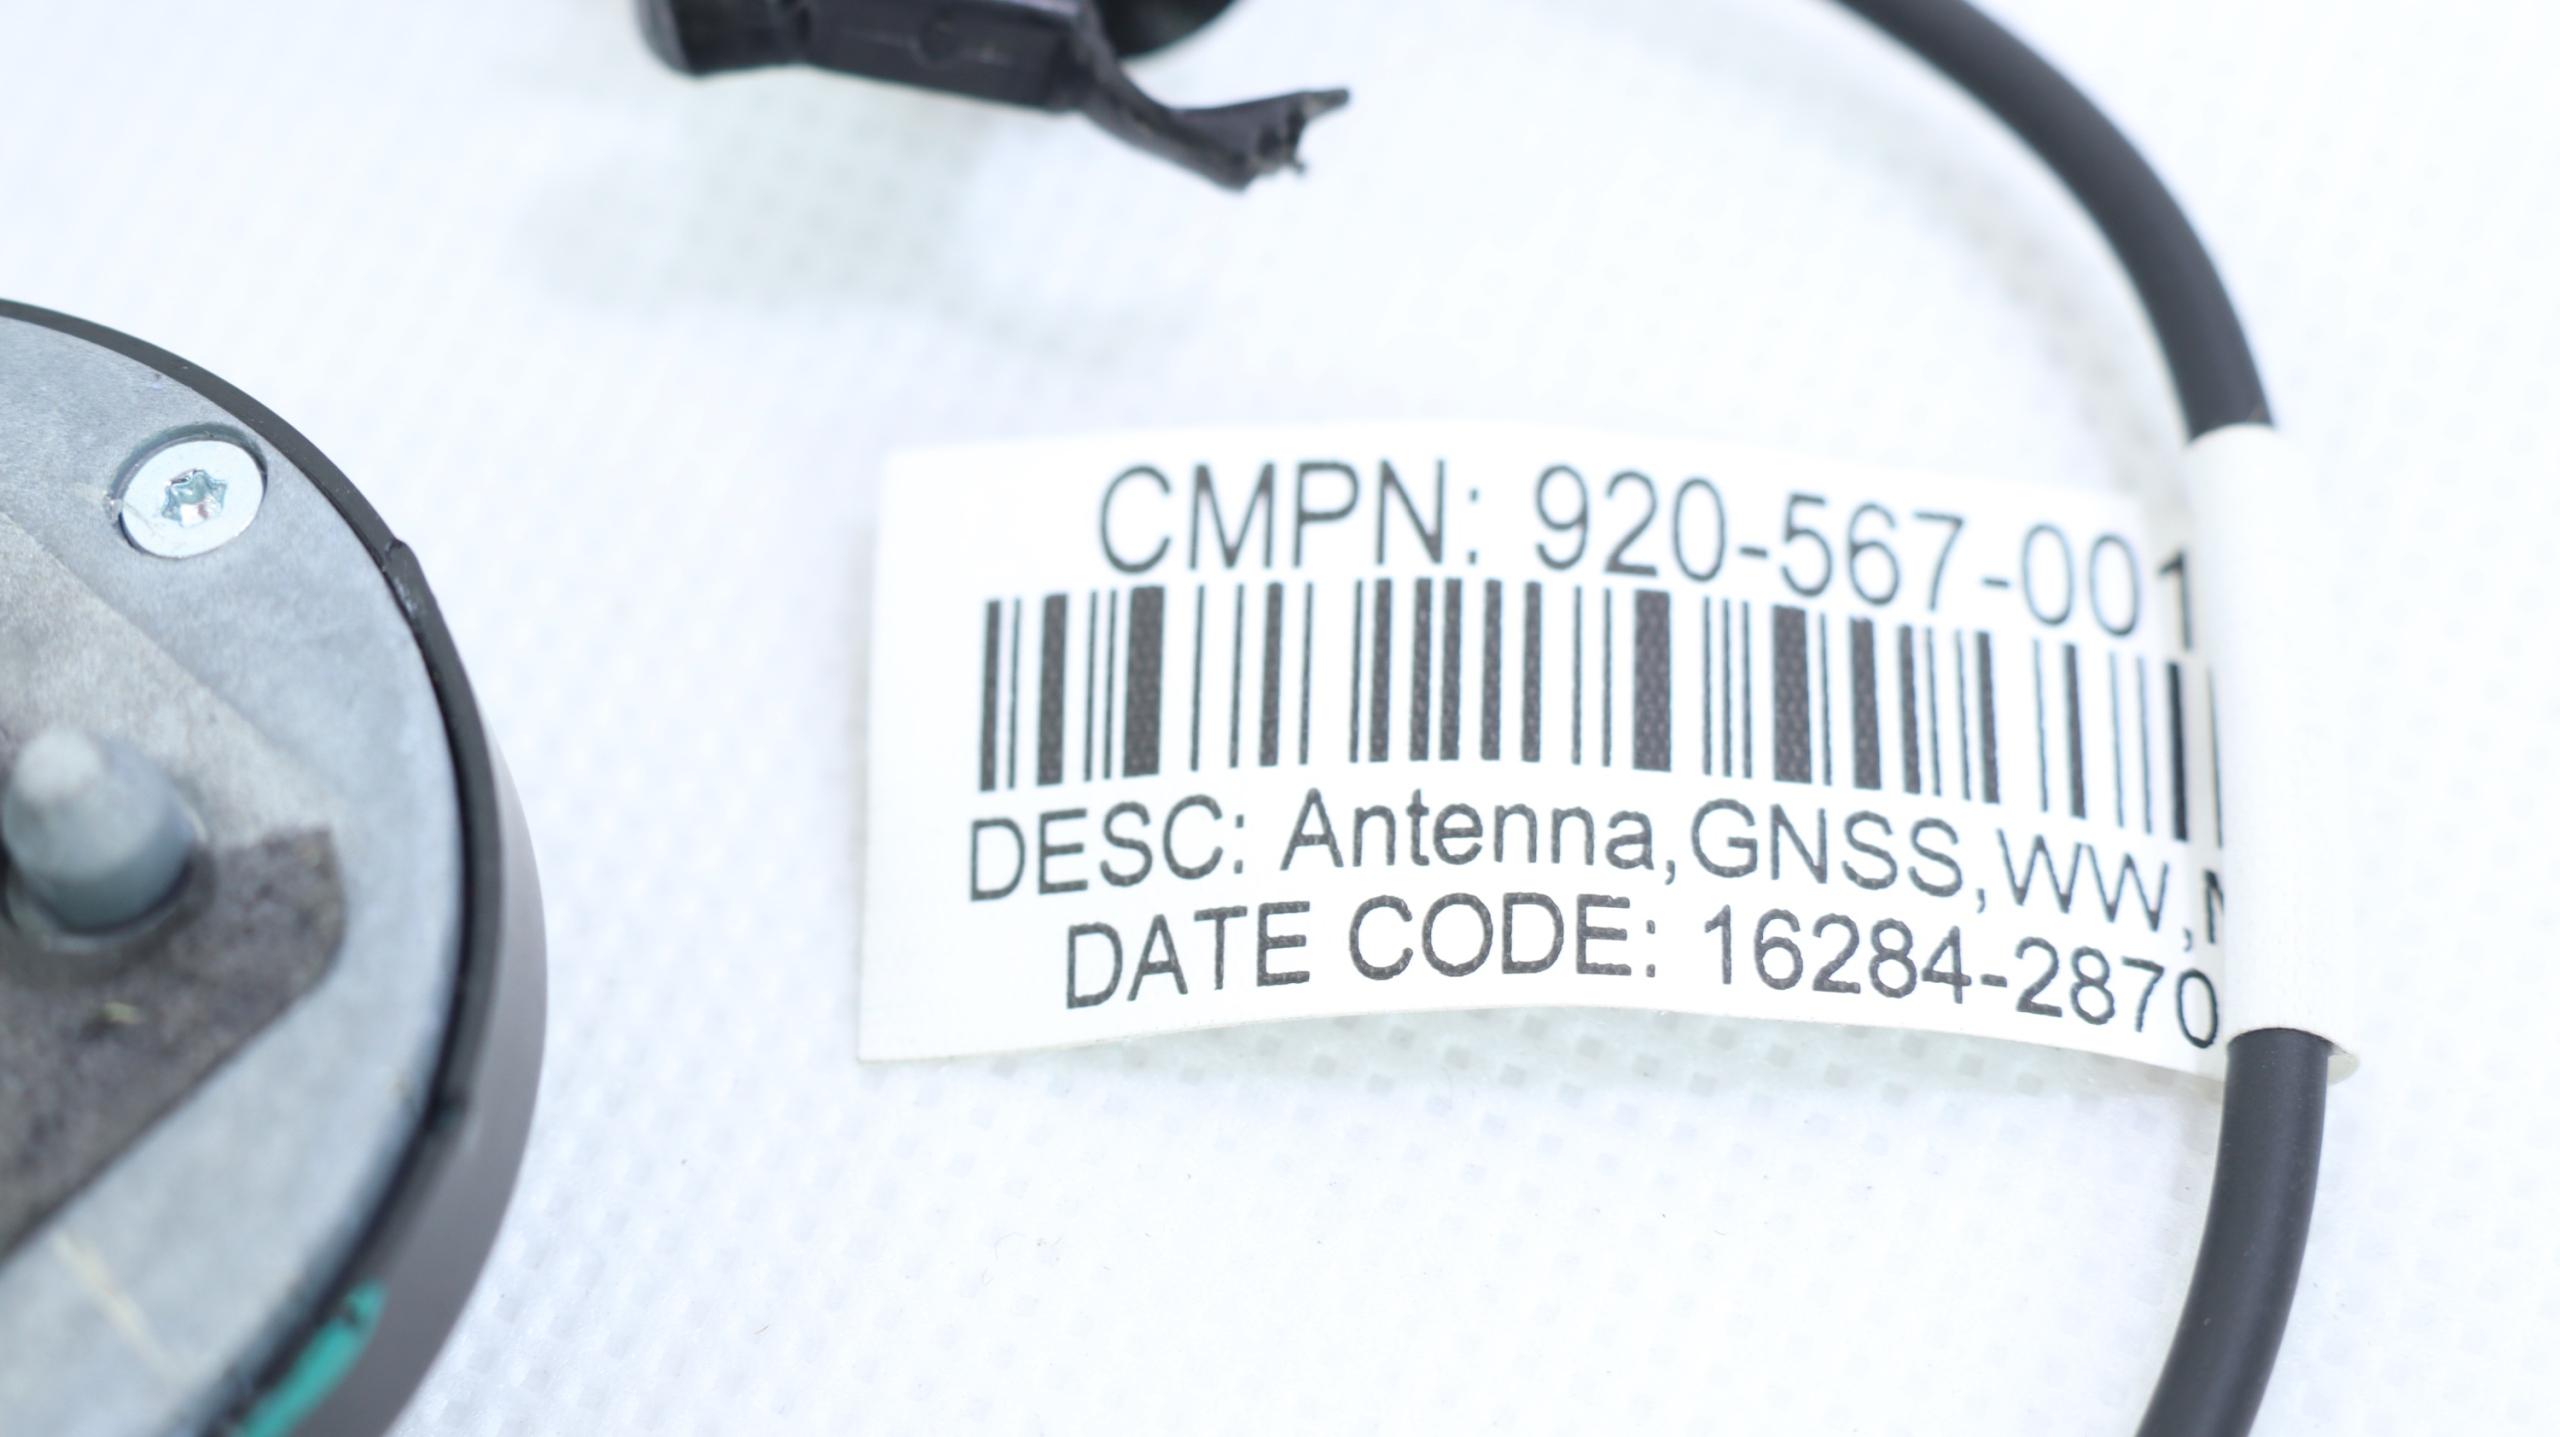 CMPN: 920-567-001
DESC: Antenna,GNSS,WW,
DATE CODE: 16284-2870